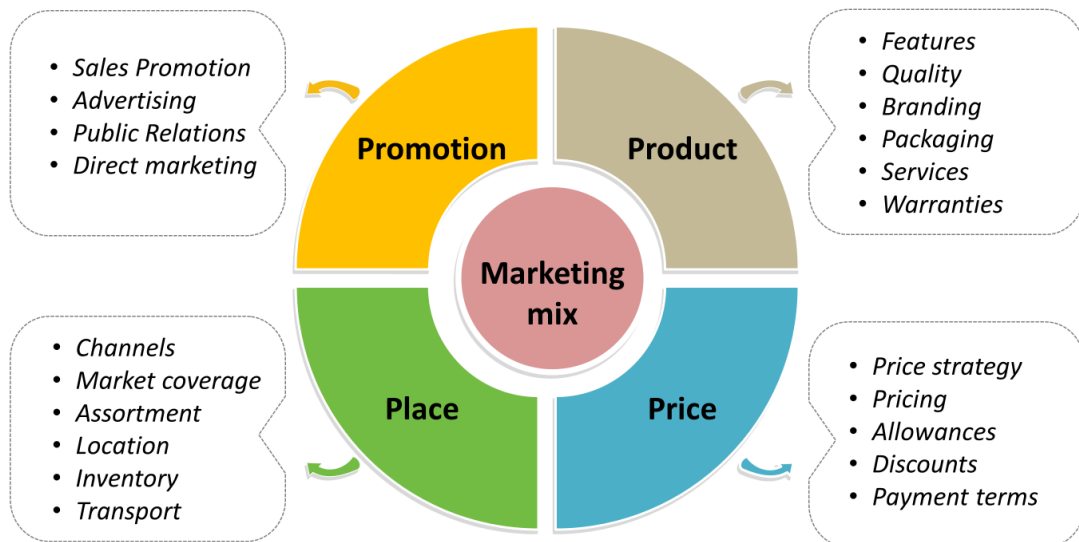 • Sales Promotion
• Advertising
• Public Relations
• Direct marketing
Promotion
Product
• Features
• Quality
• Branding
• Packaging
• Services
• Warranties
Marketing
mix
• Channels
• Market coverage
• Assortment
• Location
• Inventory
• Transport
Place
Price
• Price strategy
• Pricing
• Allowances
• Discounts
• Payment terms